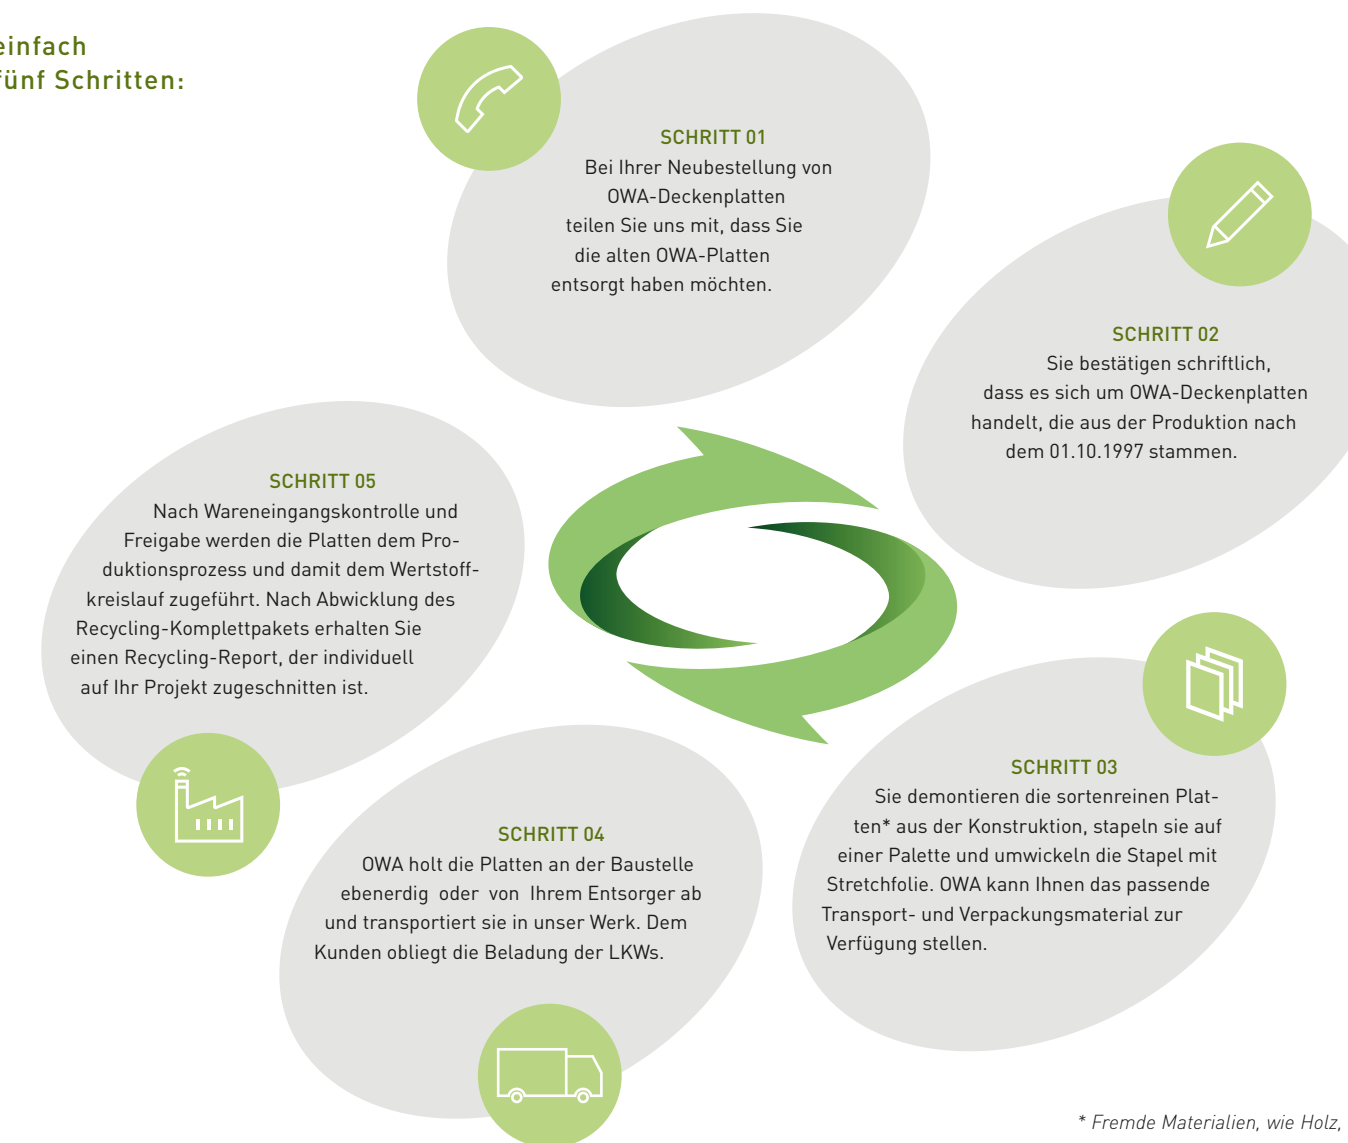 einfach
fünf Schritten:
SCHRITT 01
Bei Ihrer Neubestellung von
OWA-Deckenplatten
teilen Sie uns mit, dass Sie
die alten OWA-Platten
entsorgt haben möchten.
SCHRITT 02
Sie bestätigen schriftlich,
dass es sich um OWA-Deckenplatten
handelt, die aus der Produktion nach
dem 01.10.1997 stammen.
SCHRITT 03
Sie demontieren die sortenreinen Plat-
ten* aus der Konstruktion, stapeln sie auf
einer Palette und umwickeln die Stapel mit
Stretchfolie. OWA kann Ihnen das passende
Transport- und Verpackungsmaterial zur
Verfügung stellen.
SCHRITT 04
OWA holt die Platten an der Baustelle
ebenerdig oder von Ihrem Entsorger ab
und transportiert sie in unser Werk. Dem
Kunden obliegt die Beladung der LKWs.
SCHRITT 05
Nach Wareneingangskontrolle und
Freigabe werden die Platten dem Pro-
duktionsprozess und damit dem Wertstoff-
kreislauf zugeführt. Nach Abwicklung des
Recycling-Komplettpakets erhalten Sie
einen Recycling-Report, der individuell
auf Ihr Projekt zugeschnitten ist.
* Fremde Materialien, wie Holz,